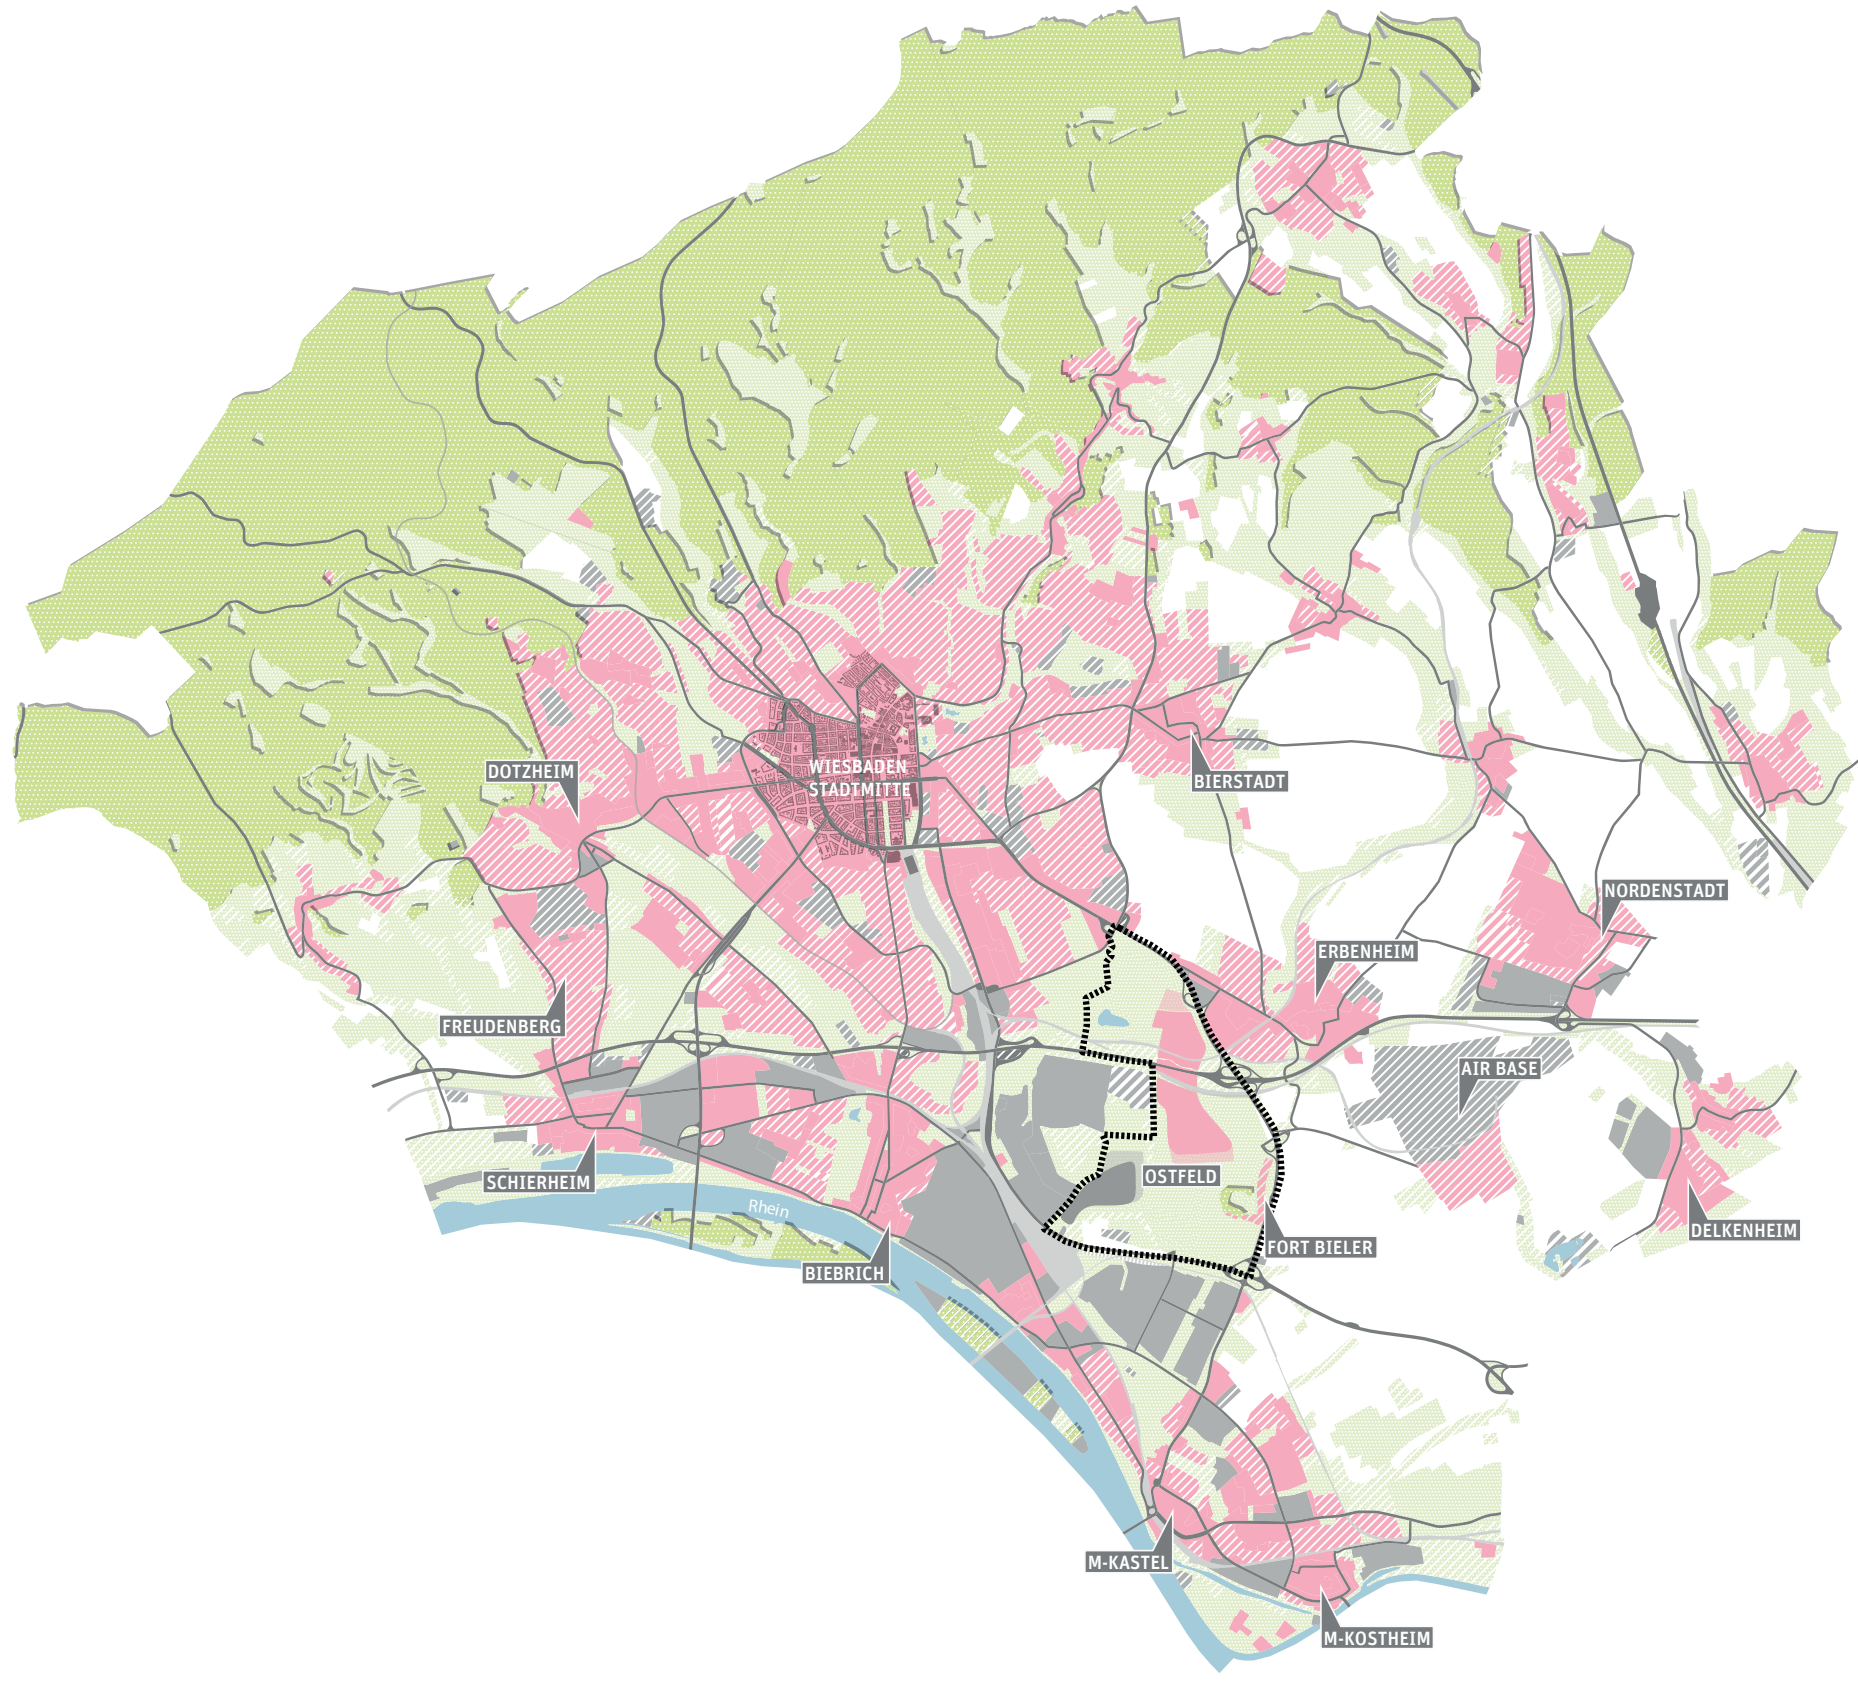 DOTZHEIM
WIESBADEN
STADTMITTE
BIERSTADT
NORDENSTADT
ERBENHEIM
FREUDENBERG
AIR BASE
OSTFELD
SCHIERHEIM
Rhein
DELKENHEIM
FORT BIELER
BIEBRICH
M-KASTEL
M-KOSTHEIM